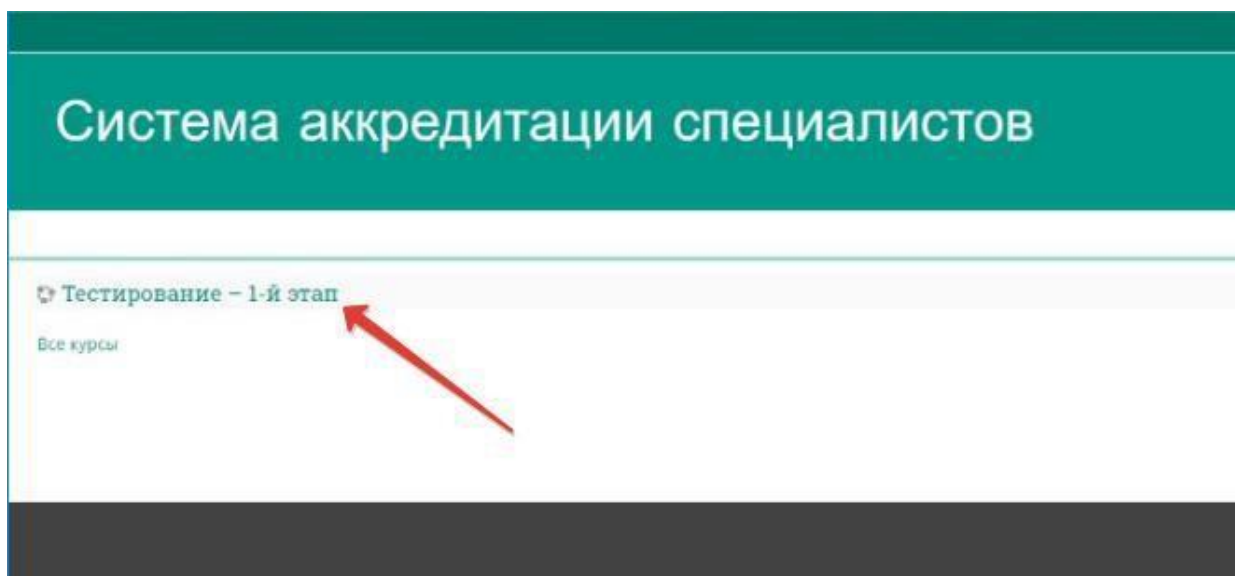 Система аккредитации специалистов
Тестирование – 1-й этап
Все курсы